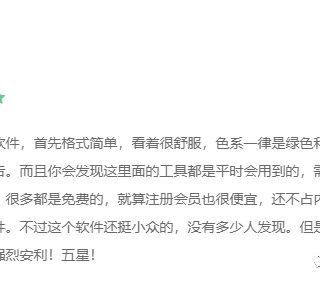 软件，首先格式简单，看着很舒服，色系一律是绿色和
告。而且你会发现这里面的工具都是平时会用到的，需
，很多都是免费的，就算注册会员也很便宜，还不占内
件。不过这个软件还挺小众的，没有多少人发现。但是
强烈安利！五星！